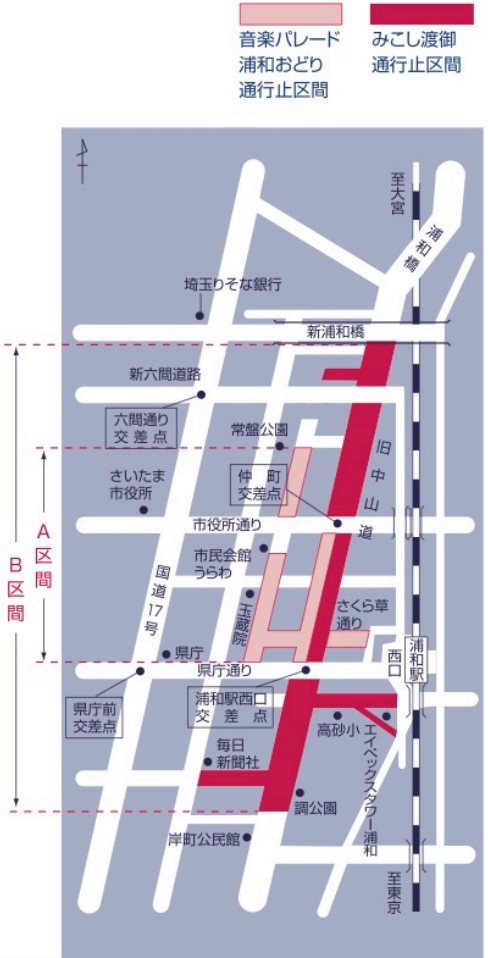 音楽パレード
浦和おどり
通行止区間
みこし渡御
通行止区間
至大宮
浦和橋
埼玉りそな銀行
新浦和橋
新六間道路
六間通り
交差点
常盤公園
旧中山道
仲町
交差点
さいたま
市役所
市役所通り
A区間
B区間
市民会館
うらわ
国道17号
玉蔵院
さくら草
通り
県庁
県庁通り
西口
浦和駅
県庁前
交差点
浦和駅西口
交差点
高砂小
エイペックスタワー浦和
毎日
新聞社
調公園
岸町公民館
至東京